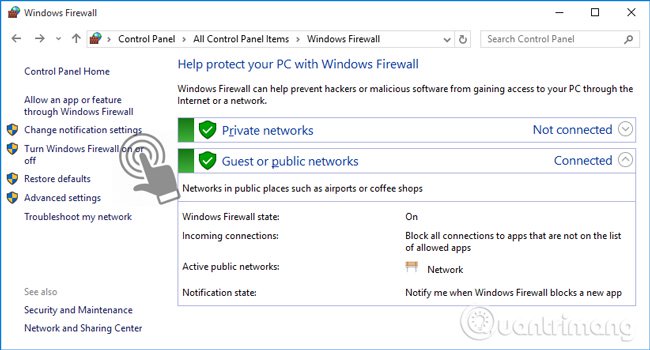 Windows Firewall
Control Panel > All Control Panel Items > Windows Firewall
Search Control Panel
Control Panel Home
Allow an app or feature
through Windows Firewall
Change notification settings
Turn Windows Firewall on or
off
Restore defaults
Advanced settings
Troubleshoot my network
See also
Security and Maintenance
Network and Sharing Center
Help protect your PC with Windows Firewall
Windows Firewall can help prevent hackers or malicious software from gaining access to your PC through the
Internet or a network.
Private networks Not connected
Guest or public networks Connected
Networks in public places such as airports or coffee shops
Windows Firewall state: On
Incoming connections: Block all connections to apps that are not on the list
of allowed apps
Active public networks: Network
Notification state: Notify me when Windows Firewall blocks a new app
Quantrimang